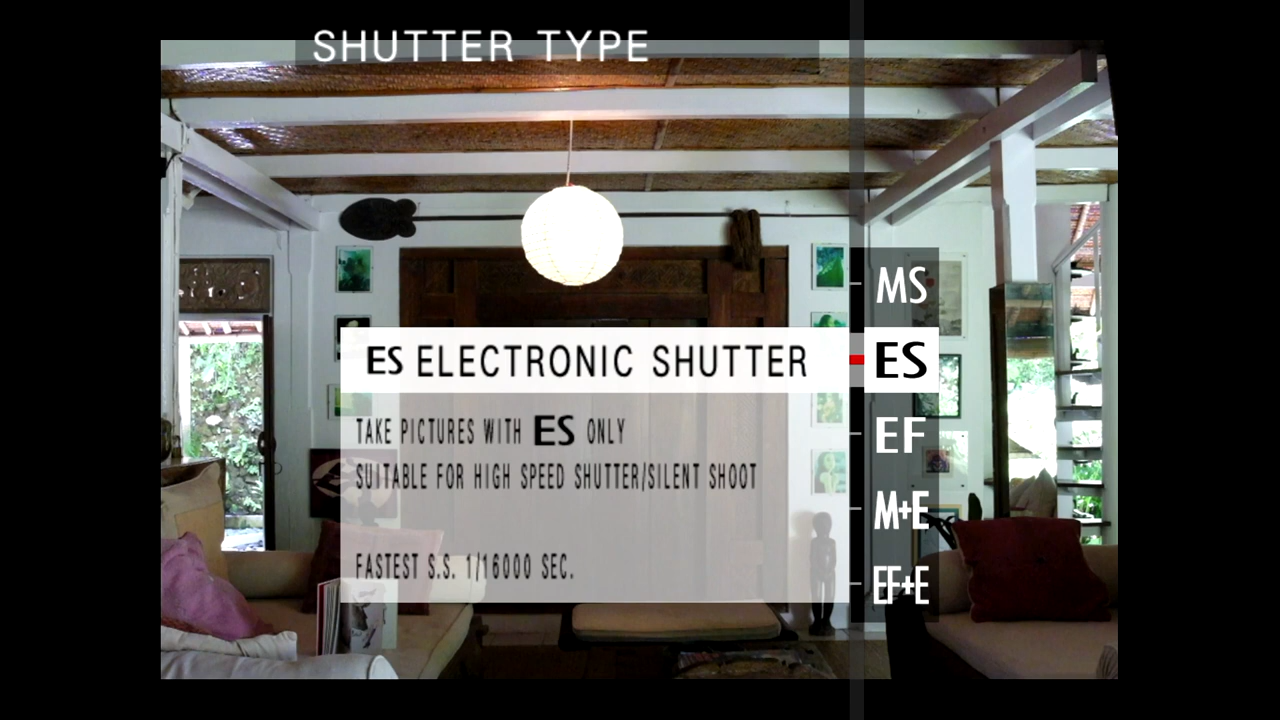 SHUTTER TYPE
MS
ES ELECTRONIC SHUTTER
ES
TAKE PICTURES WITH ES ONLY
EF
SUITABLE FOR HIGH SPEED SHUTTER/SILENT SHOOT
M+E
FASTEST S.S. 1/16000 SEC.
EF+E